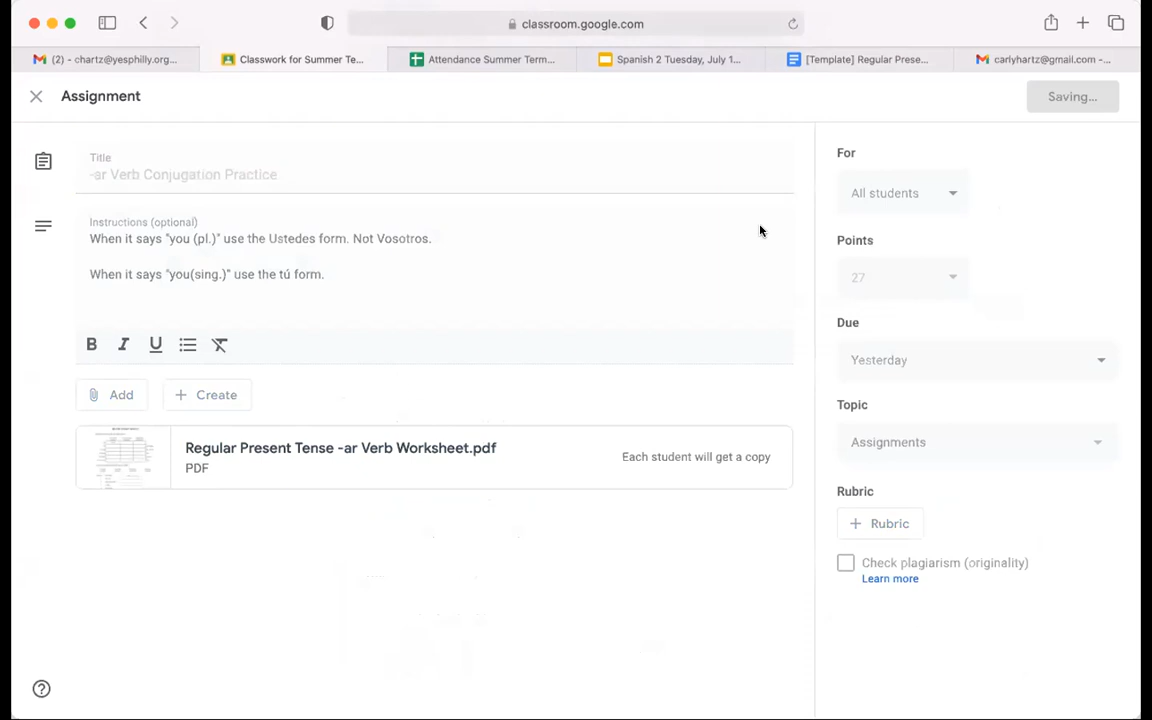 classroom.google.com
(2) - chartz@yesphilly.org...
Classwork for Summer Te...
Attendance Summer Term...
Spanish 2 Tuesday, July 1...
[Template] Regular Prese...
carlyhartz@gmail.com -...
Assignment
Saving...
Title
-ar Verb Conjugation Practice
Instructions (optional)
When it says "you (pl.)" use the Ustedes form. Not Vosotros.
When it says "you(sing.)" use the tú form.
B I U
Add
Create
Regular Present Tense -ar Verb Worksheet.pdf
PDF
Each student will get a copy
For
All students
Points
27
Due
Yesterday
Topic
Assignments
Rubric
+ Rubric
Check plagiarism (originality)
Learn more